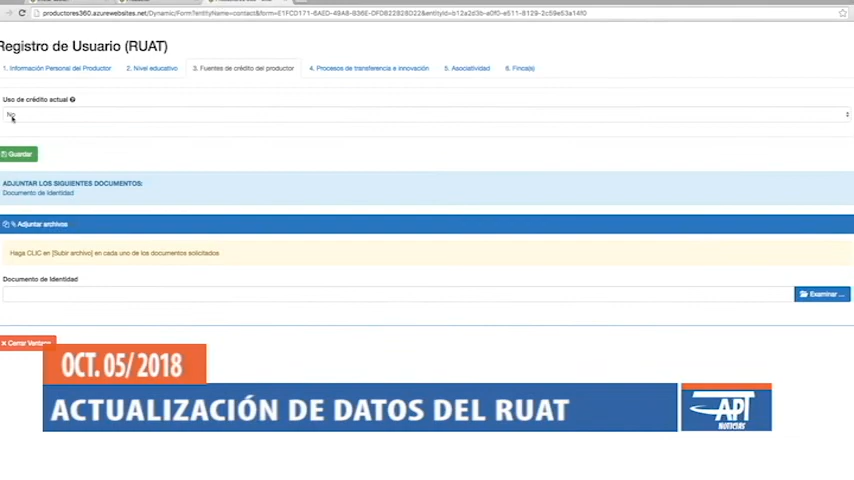 productores360.azurewebsites.net/Dynamic/Form?entityName=contact&form=E1FCD171-6AED-49A8-836E-DFD822828D22&entityId=b12a2d3b-a0f0-e511-8129-2c59e53a14f0
Registro de Usuario (RUAT)
1. Información Personal del Productor 2. Nivel educativo 3. Fuentes de crédito del productor 4. Procesos de transferencia e innovación 5. Asociatividad 6. Finca(s)
Uso de crédito actual
No
Guardar
ADJUNTAR LOS SIGUIENTES DOCUMENTOS:
Documento de Identidad
Adjuntar archivos
Haga CLIC en [Subir archivo] en cada uno de los documentos solicitados
Documento de Identidad
Examinar ...
Cerrar Ventana
OCT. 05/ 2018
ACTUALIZACIÓN DE DATOS DEL RUAT
APT
NOTICIAS